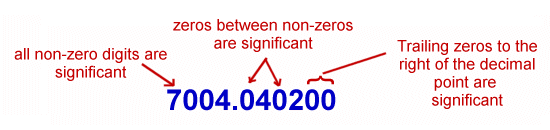 zeros between non-zeros
are significant
all non-zero digits are
significant
Trailing zeros to the
right of the decimal
point are
significant
7004.040200